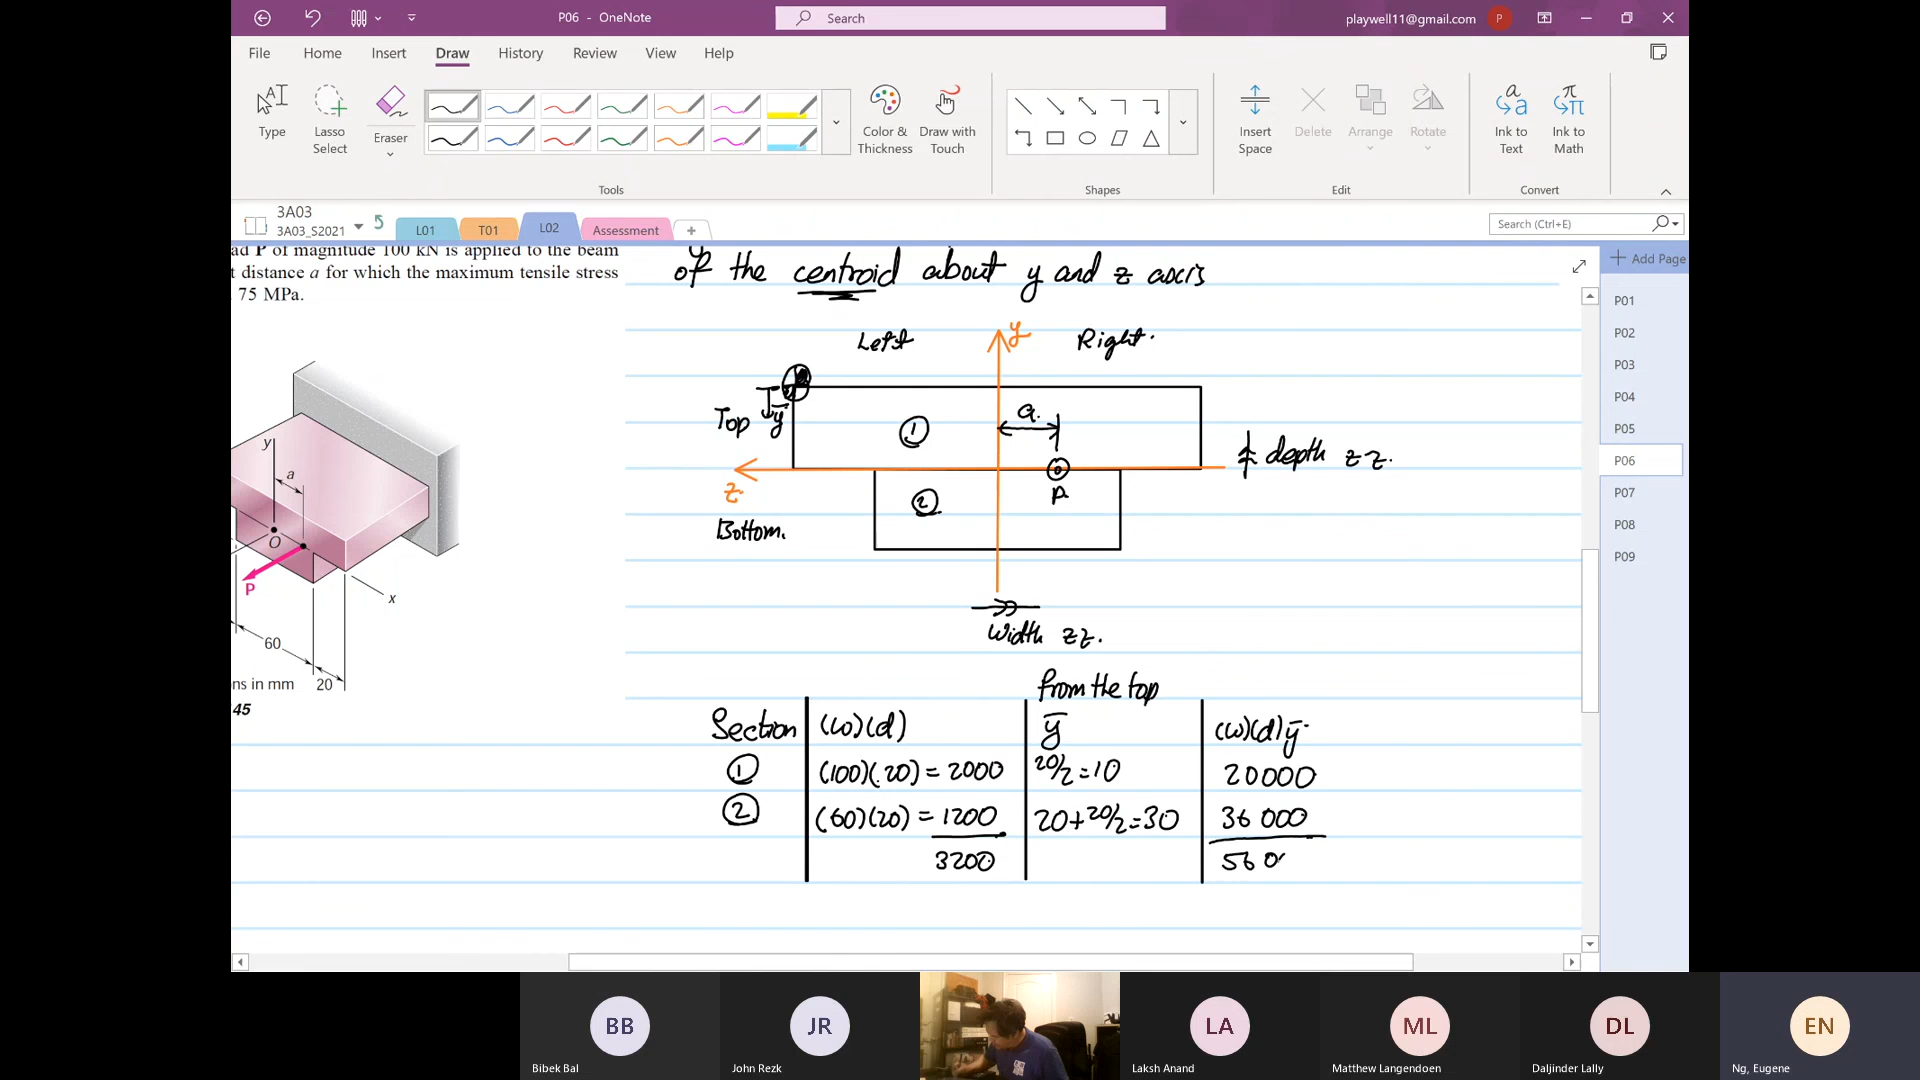 P06 - OneNote
Search
playwell11@gmail.com
P
File
Home
Insert
Draw
History
Review
View
Help
Type
Lasso Select
Eraser
Color & Thickness
Draw with Touch
Insert Space
Delete
Arrange
Rotate
Ink to Text
Ink to Math
Tools
Shapes
Edit
Convert
3A03
3A03_S2021
L01
T01
L02
Assessment
Search (Ctrl+E)
Add Page
P01
P02
P03
P04
P05
P06
P07
P08
P09
ad P of magnitude 100 kN is applied to the beam
t distance a for which the maximum tensile stress
75 MPa.
y
a
O
P
x
60
20
ns in mm
45
of the centroid about y and z axis
y
Left
Right.
Top
ȳ
a.
1
depth zz.
z
2
P
Bottom.
Width zz.
from the top
Section (w)(d) ȳ (w)(d)ȳ
1 (100)(20) = 2000 20/2 = 10 20000
2 (60)(20) = 1200 20+20/2=30 36 000
3200 56 0
BB
Bibek Bal
JR
John Rezk
LA
Laksh Anand
ML
Matthew Langendoen
DL
Daljinder Lally
EN
Ng, Eugene